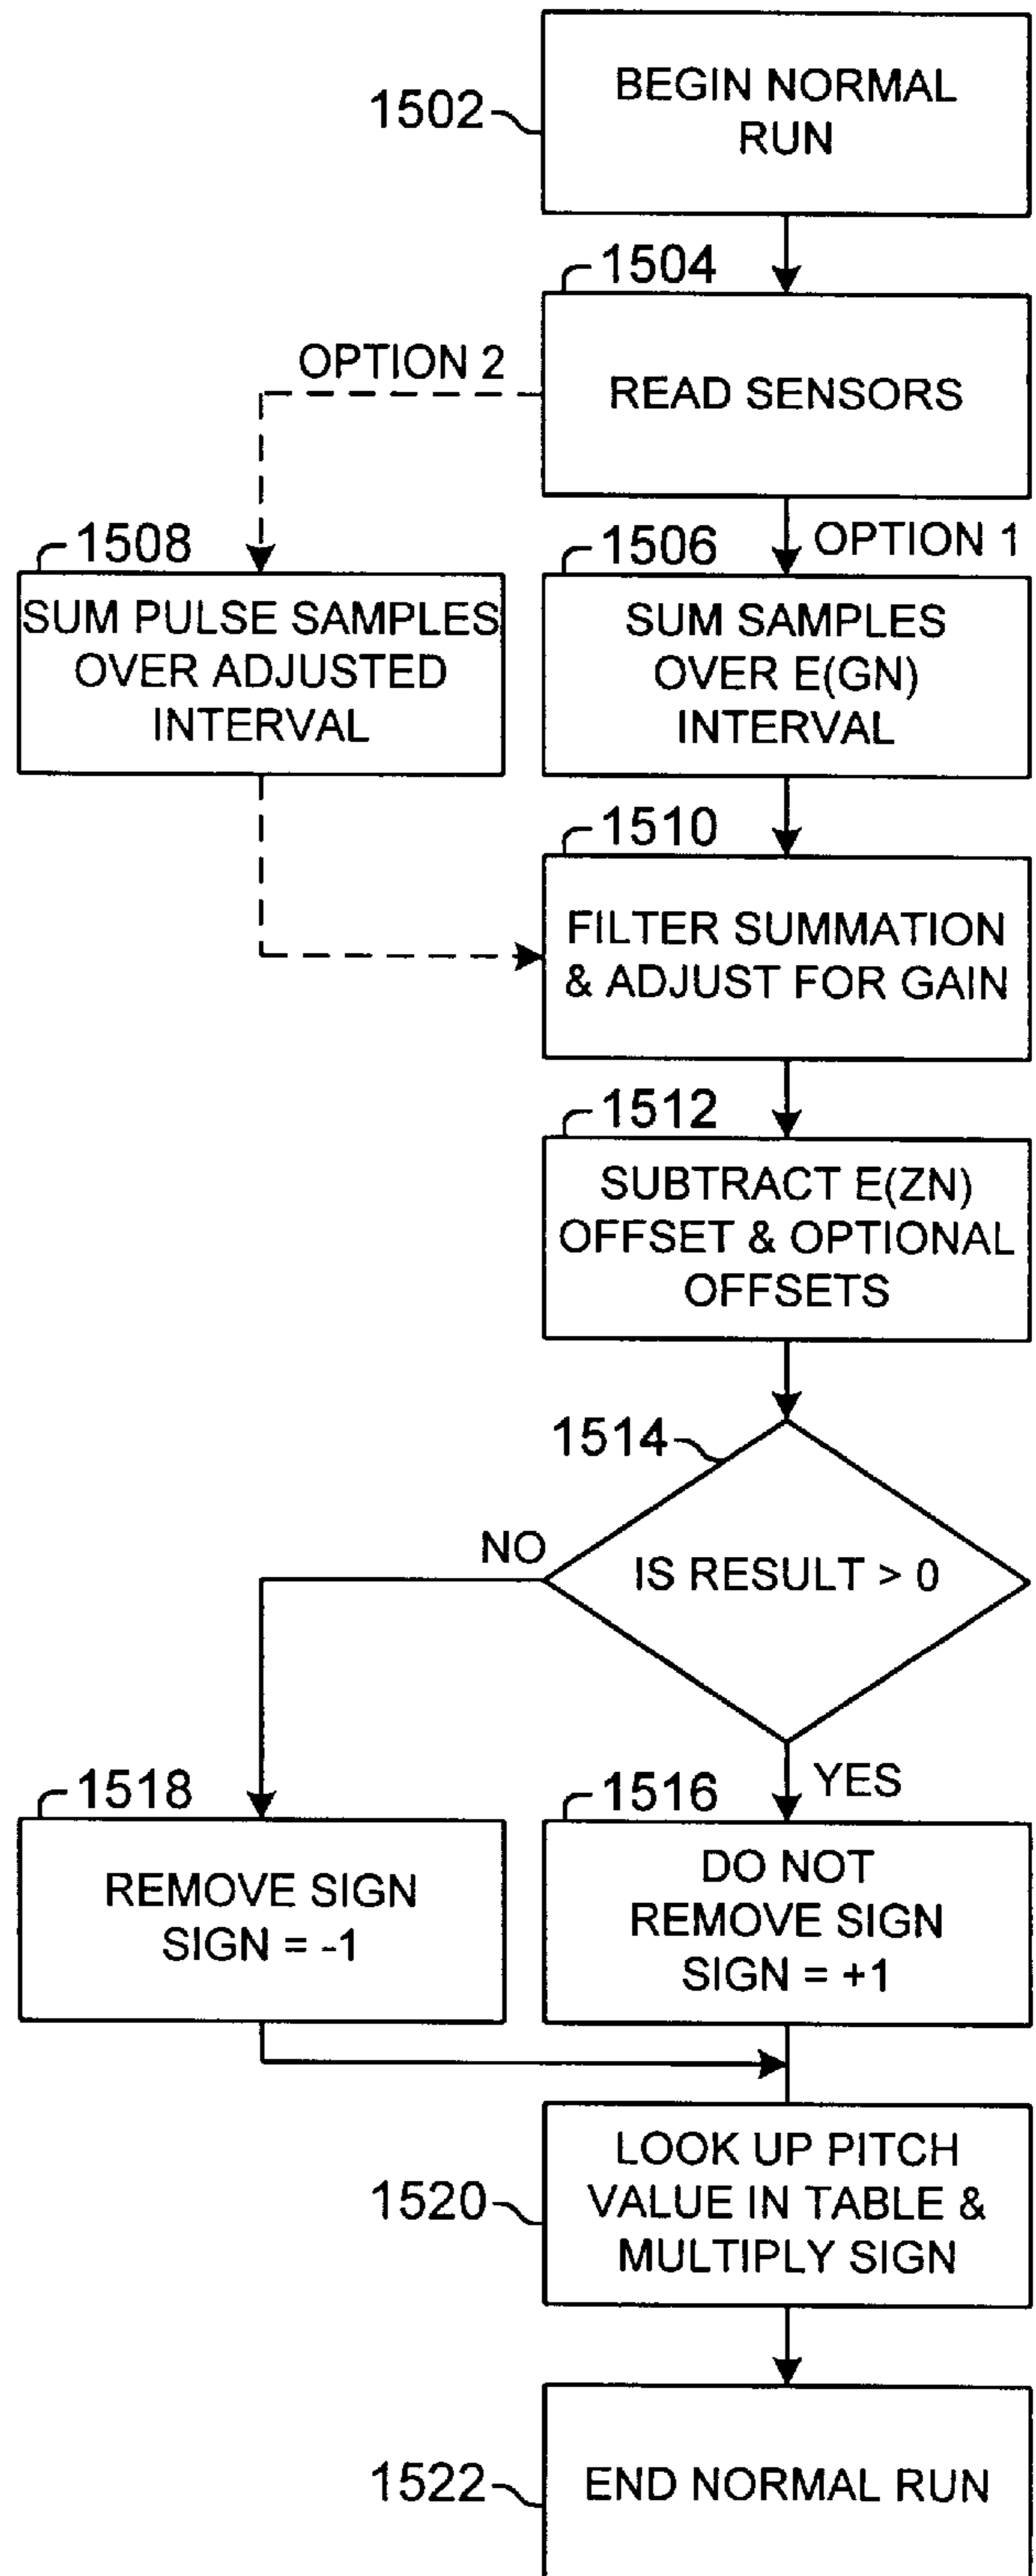 1502
BEGIN NORMAL
RUN
1504
READ SENSORS
OPTION 2
OPTION 1
1508
SUM PULSE SAMPLES
OVER ADJUSTED
INTERVAL
1506
SUM SAMPLES
OVER E(GN)
INTERVAL
1510
FILTER SUMMATION
& ADJUST FOR GAIN
1512
SUBTRACT E(ZN)
OFFSET & OPTIONAL
OFFSETS
1514
IS RESULT > 0
NO
YES
1518
REMOVE SIGN
SIGN = -1
1516
DO NOT
REMOVE SIGN
SIGN = +1
1520
LOOK UP PITCH
VALUE IN TABLE &
MULTIPLY SIGN
1522
END NORMAL RUN